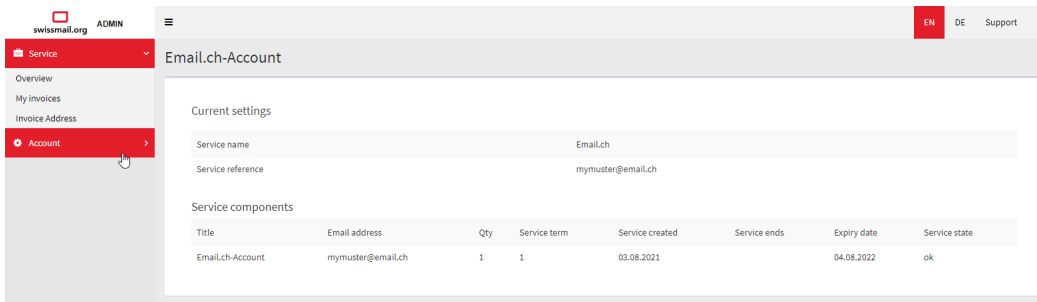 swissmail.org ADMIN
EN DE Support
Service
Overview
My invoices
Invoice Address
Account
Email.ch-Account
Current settings
Service name Email.ch
Service reference mymuster@email.ch
Service components
Title Email address Qty Service term Service created Service ends Expiry date Service state
Email.ch-Account mymuster@email.ch 1 1 03.08.2021 04.08.2022 ok